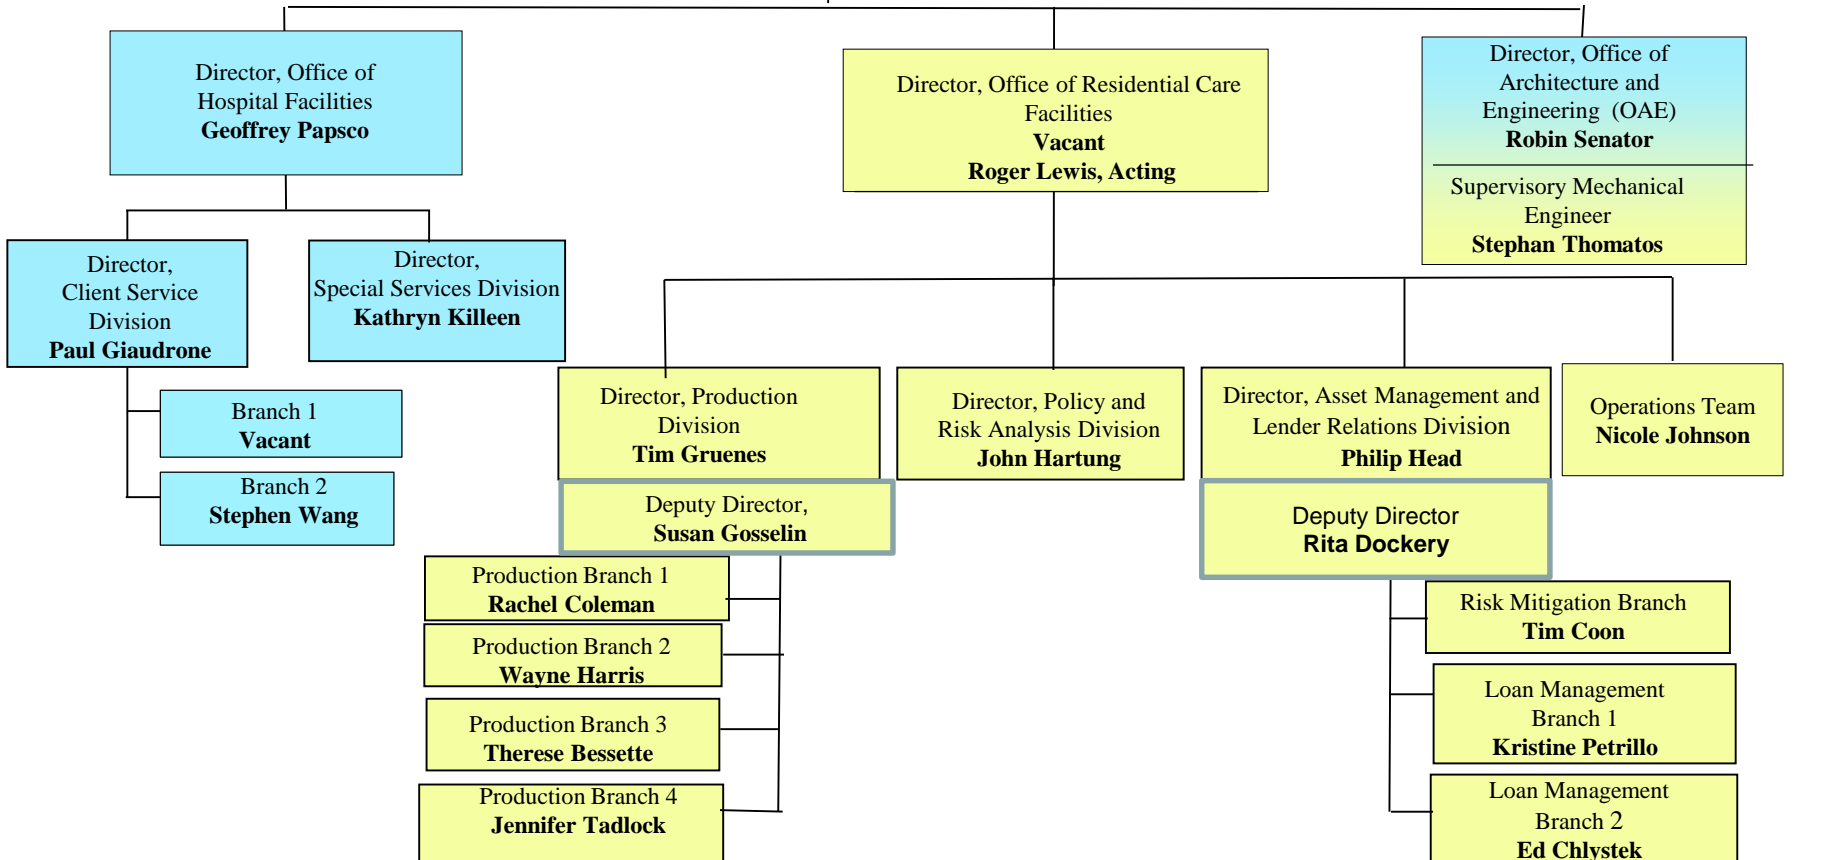 Director, Office of
Hospital Facilities
Geoffrey Papsco
Director, Office of Residential Care
Facilities
Vacant
Roger Lewis, Acting
Director, Office of
Architecture and
Engineering (OAE)
Robin Senator
Supervisory Mechanical
Engineer
Stephan Thomatos
Director,
Client Service
Division
Paul Giaudrone
Director,
Special Services Division
Kathryn Killeen
Branch 1
Vacant
Branch 2
Stephen Wang
Director, Production
Division
Tim Gruenes
Deputy Director,
Susan Gosselin
Production Branch 1
Rachel Coleman
Production Branch 2
Wayne Harris
Production Branch 3
Therese Bessette
Production Branch 4
Jennifer Tadlock
Director, Policy and
Risk Analysis Division
John Hartung
Director, Asset Management and
Lender Relations Division
Philip Head
Deputy Director
Rita Dockery
Risk Mitigation Branch
Tim Coon
Loan Management
Branch 1
Kristine Petrillo
Loan Management
Branch 2
Ed Chlystek
Operations Team
Nicole Johnson